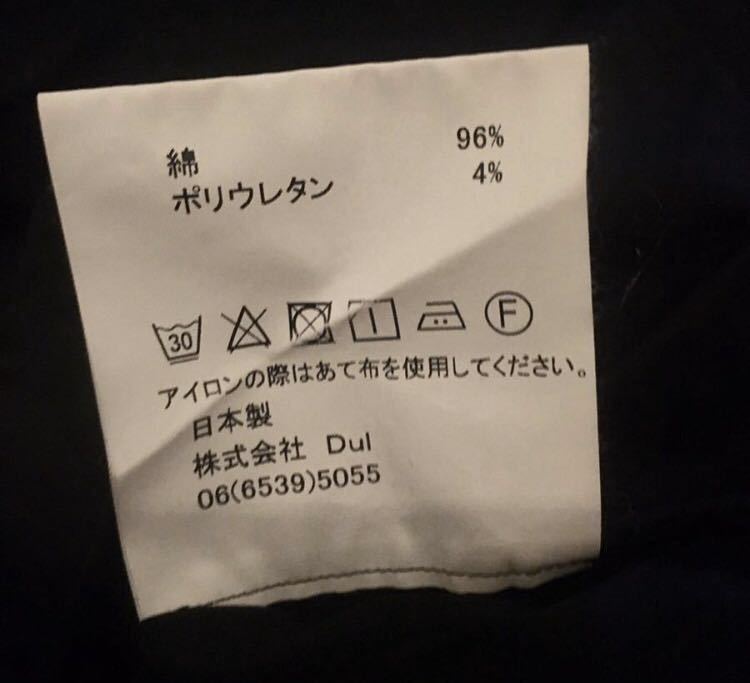 綿 96%
ポリウレタン 4%
30 F
アイロンの際はあて布を使用してください。
日本製
株式会社 Dul
06(6539)5055